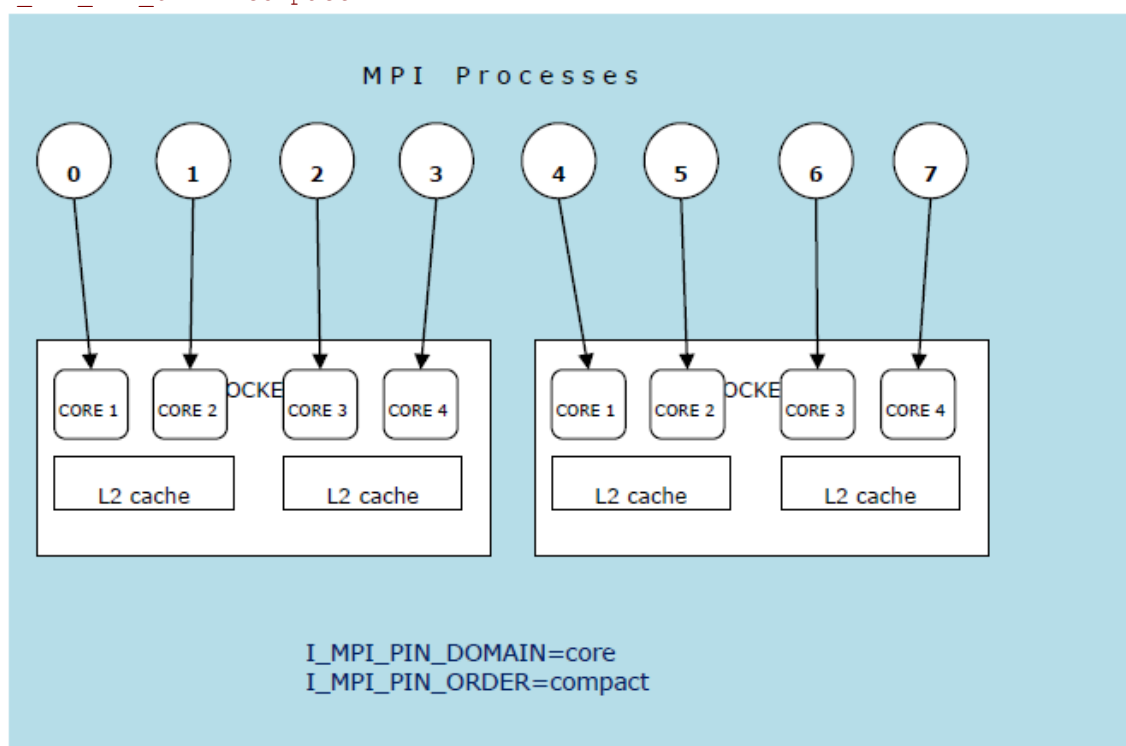 MPI Processes
0 1 2 3 4 5 6 7
OCKE OCKE
CORE 1 CORE 2 CORE 3 CORE 4 CORE 1 CORE 2 CORE 3 CORE 4
L2 cache L2 cache L2 cache L2 cache
I_MPI_PIN_DOMAIN=core
I_MPI_PIN_ORDER=compact